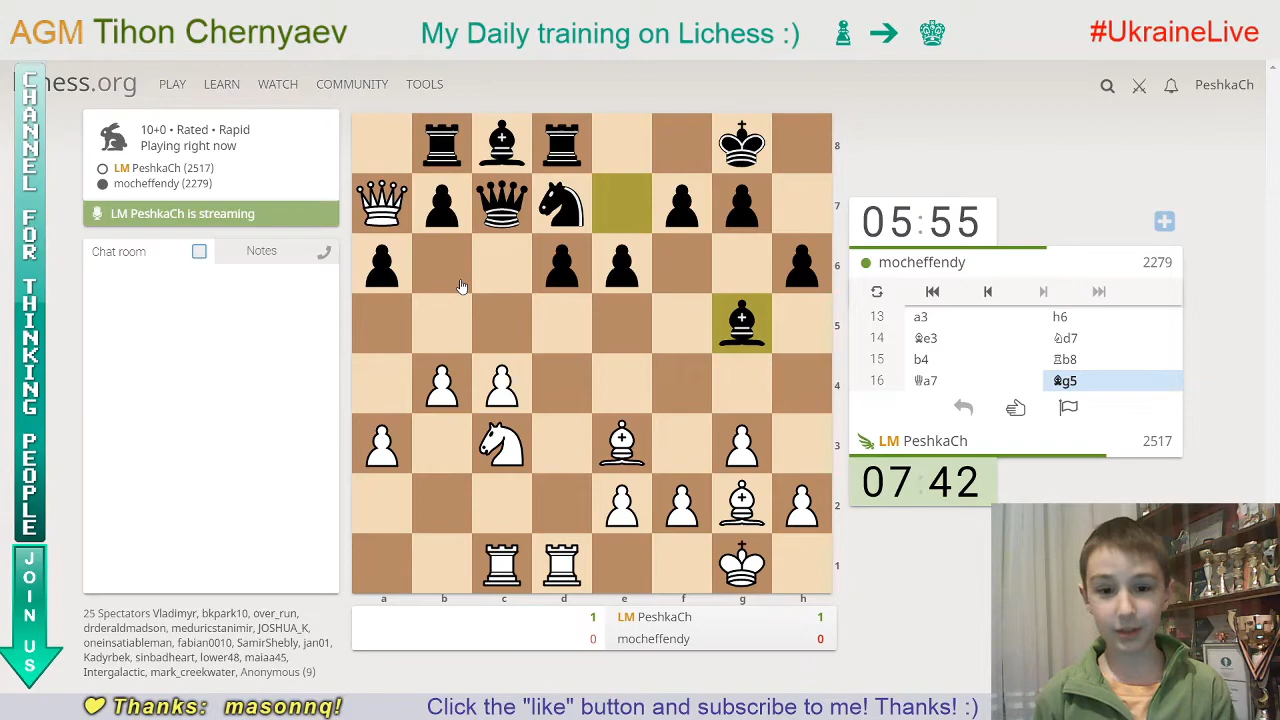 AGM Tihon Chernyaev
My Daily training on Lichess :)
#UkraineLive
CHANNEL FOR THINKING PEOPLE
JOIN US
hess.org
PLAY LEARN WATCH COMMUNITY TOOLS
PeshkaCh
10+0 • Rated • Rapid
Playing right now
LM PeshkaCh (2517)
mocheffendy (2279)
LM PeshkaCh is streaming
Chat room
Notes
25 Spectators Vladimyr, bkpark10, over_run,
drderaldmadson, meduricstanimir, JOSHUA_K,
oneinsatiableman, fabian0010, SamirShebly, jan01,
Kadyrbek, sinbadheart, lower48, maiaa45,
Intergalactic, mark_creekwater, Anonymous (9)
8
7
6
5
4
3
2
1
a b c d e f g h
1 LM PeshkaCh 1
0 mocheffendy 0
05:55
mocheffendy 2279
13 a3 h6
14 ♗e3 ♘d7
15 b4 ♖b8
16 ♕a7 ♝g5
LM PeshkaCh 2517
07:42
Thanks: masonnq!
Click the "like" button and subscribe to me! Thanks! :)